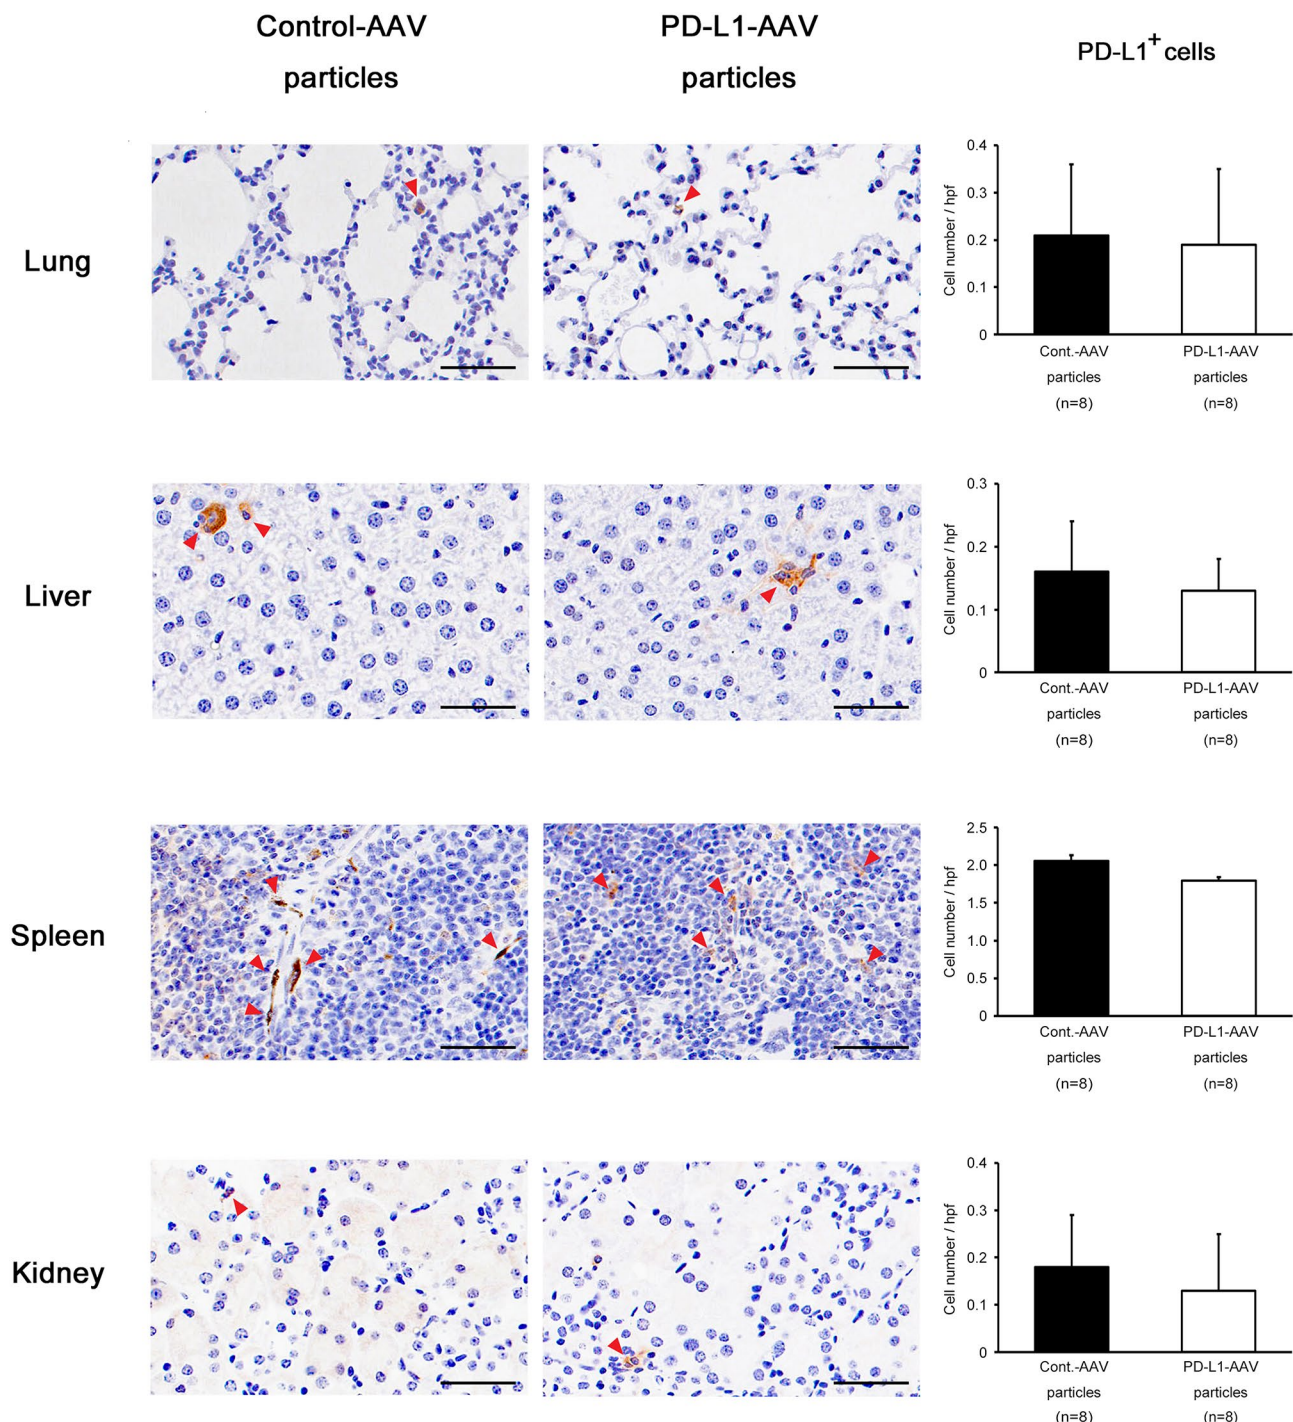 Control-AAV
particles
PD-L1-AAV
particles
PD-L1+ cells
Lung
Cell number / hpf
0.4
0.3
0.2
0.1
0
Cont.-AAV
particles
(n=8)
PD-L1-AAV
particles
(n=8)
Liver
Cell number / hpf
0.3
0.2
0.1
0
Cont.-AAV
particles
(n=8)
PD-L1-AAV
particles
(n=8)
Spleen
Cell number / hpf
2.5
2.0
1.5
1.0
0.5
0
Cont.-AAV
particles
(n=8)
PD-L1-AAV
particles
(n=8)
Kidney
Cell number / hpf
0.4
0.3
0.2
0.1
0
Cont.-AAV
particles
(n=8)
PD-L1-AAV
particles
(n=8)